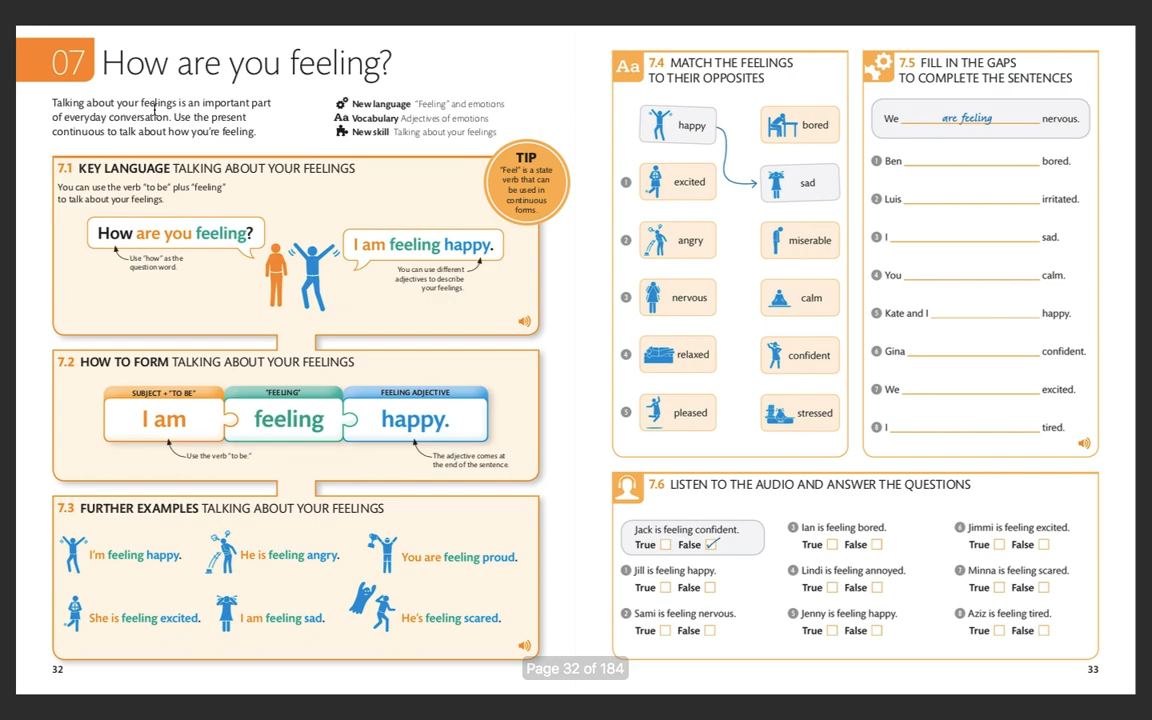 07 How are you feeling?
Talking about your feelings is an important part
of everyday conversation. Use the present
continuous to talk about how you're feeling.
New language "Feeling" and emotions
Aa Vocabulary Adjectives of emotions
New skill Talking about your feelings
7.1 KEY LANGUAGE TALKING ABOUT YOUR FEELINGS
You can use the verb "to be" plus "feeling"
to talk about your feelings.
TIP
"Feel" is a state
verb that can
be used in
continuous
forms.
How are you feeling?
Use "how" as the
question word.
I am feeling happy.
You can use different
adjectives to describe
your feelings.
7.2 HOW TO FORM TALKING ABOUT YOUR FEELINGS
SUBJECT + "TO BE"
"FEELING"
FEELING ADJECTIVE
I am
feeling
happy.
Use the verb "to be."
The adjective comes at
the end of the sentence.
7.3 FURTHER EXAMPLES TALKING ABOUT YOUR FEELINGS
I'm feeling happy.
He is feeling angry.
You are feeling proud.
She is feeling excited.
I am feeling sad.
He's feeling scared.
32
Aa 7.4 MATCH THE FEELINGS
TO THEIR OPPOSITES
happy
bored
1 excited
sad
2 angry
miserable
3 nervous
calm
4 relaxed
confident
5 pleased
stressed
7.5 FILL IN THE GAPS
TO COMPLETE THE SENTENCES
We are feeling nervous.
1 Ben ____ bored.
2 Luis ____ irritated.
3 I ____ sad.
4 You ____ calm.
5 Kate and I ____ happy.
6 Gina ____ confident.
7 We ____ excited.
8 I ____ tired.
7.6 LISTEN TO THE AUDIO AND ANSWER THE QUESTIONS
Jack is feeling confident.
True False
1 Jill is feeling happy.
True False
2 Sami is feeling nervous.
True False
3 Ian is feeling bored.
True False
4 Lindi is feeling annoyed.
True False
5 Jenny is feeling happy.
True False
6 Jimmi is feeling excited.
True False
7 Minna is feeling scared.
True False
8 Aziz is feeling tired.
True False
33
Page 32 of 184